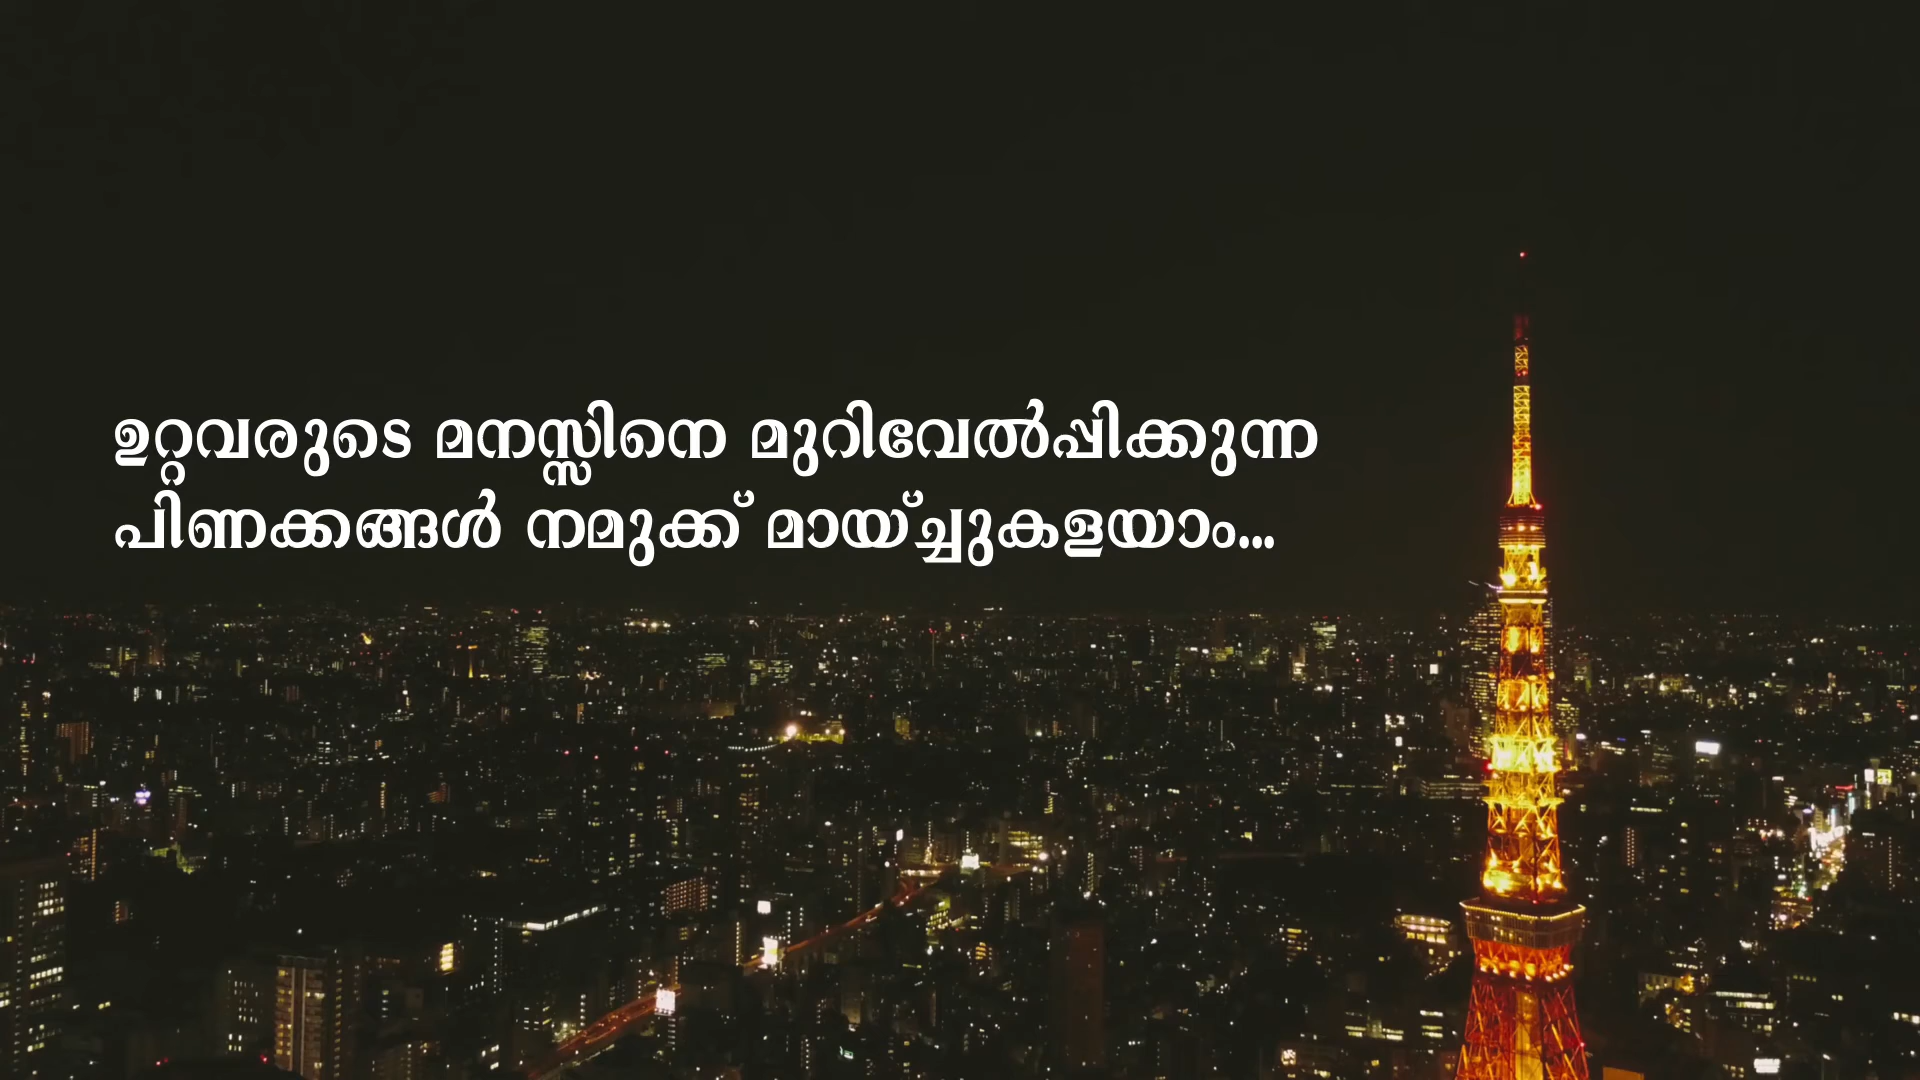 ഉറ്റവരുടെ മനസ്സിനെ മുറിവേൽപ്പിക്കുന്ന
പിണക്കങ്ങൾ നമുക്ക് മായ്ച്ചുകളയാം...